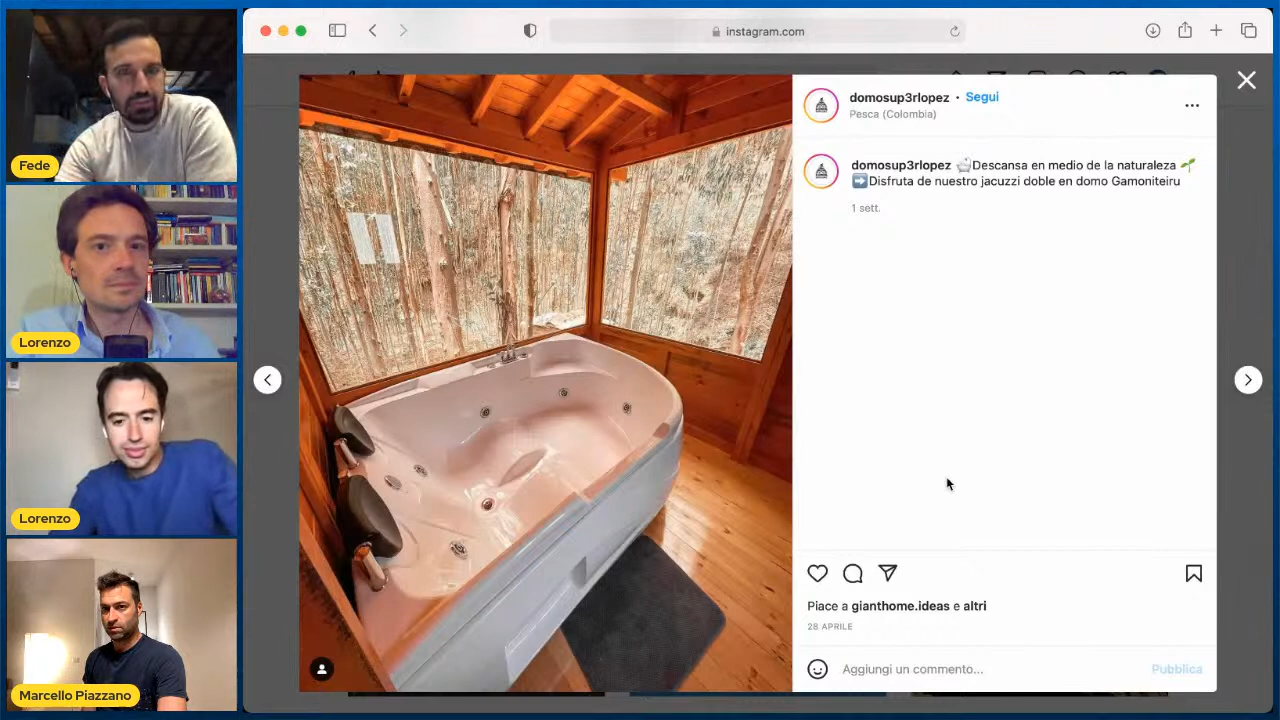 Fede
Lorenzo
Lorenzo
Marcello Piazzano
instagram.com
domosup3rlopez • Segui
Pesca (Colombia)
domosup3rlopez 🛁Descansa en medio de la naturaleza 🌱
➡️Disfruta de nuestro jacuzzi doble en domo Gamoniteiru
1 sett.
Piace a gianthome.ideas e altri
28 APRILE
Aggiungi un commento...
Pubblica